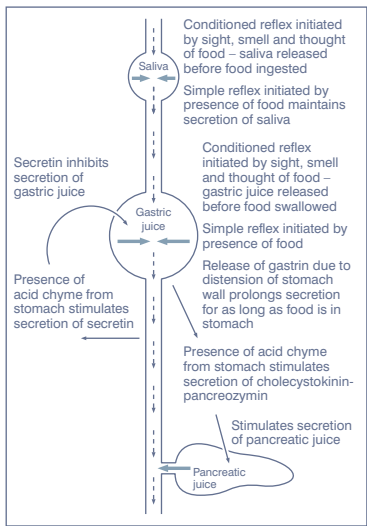 Conditioned reflex initiated
by sight, smell and thought
of food – saliva released
before food ingested
Saliva
Simple reflex initiated by
presence of food maintains
secretion of saliva
Conditioned reflex
initiated by sight, smell
and thought of food –
gastric juice released
before food swallowed
Secretin inhibits
secretion of
gastric juice
Gastric
juice
Simple reflex initiated by
presence of food
Release of gastrin due to
distension of stomach
wall prolongs secretion
for as long as food is in
stomach
Presence of
acid chyme from
stomach stimulates
secretion of secretin
Presence of acid chyme
from stomach stimulates
secretion of cholecystokinin-
pancreozymin
Stimulates secretion
of pancreatic juice
Pancreatic
juice